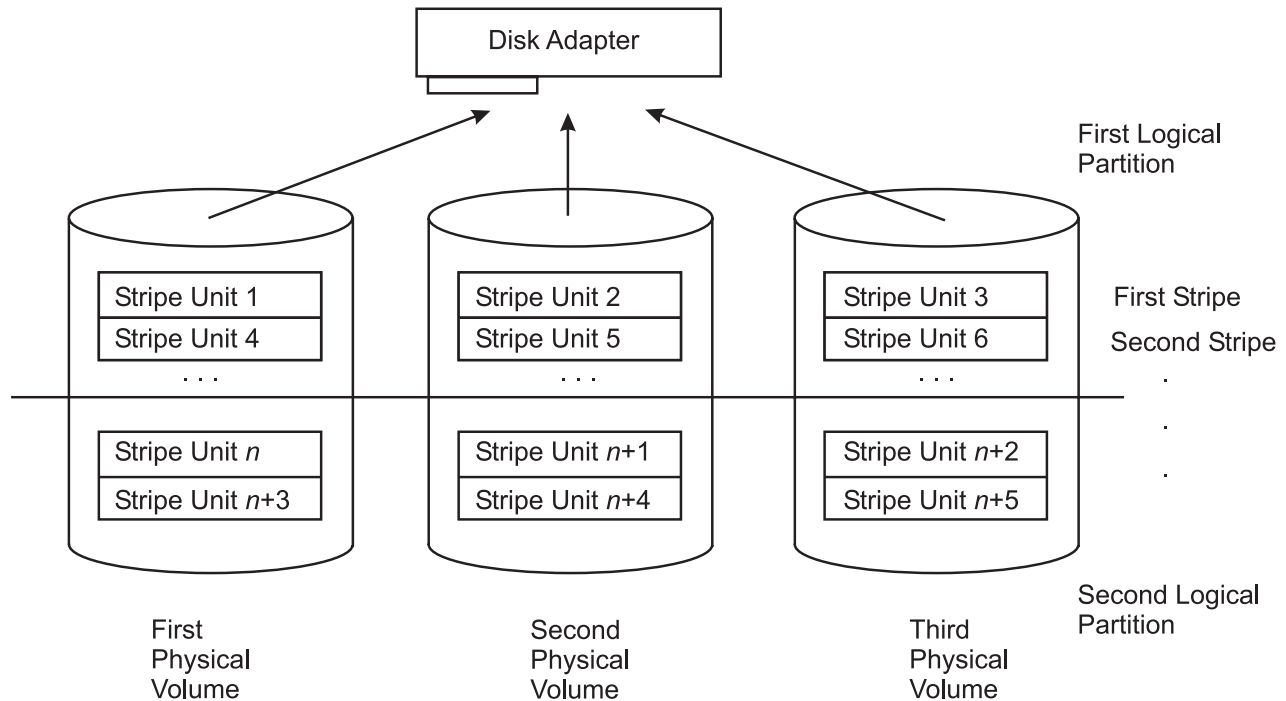 Disk Adapter
First Logical
Partition
Stripe Unit 1
Stripe Unit 2
Stripe Unit 3
First Stripe
Stripe Unit 4
Stripe Unit 5
Stripe Unit 6
Second Stripe
. . .
. . .
. . .
.
.
.
Stripe Unit n
Stripe Unit n+1
Stripe Unit n+2
Stripe Unit n+3
Stripe Unit n+4
Stripe Unit n+5
Second Logical
Partition
First
Physical
Volume
Second
Physical
Volume
Third
Physical
Volume